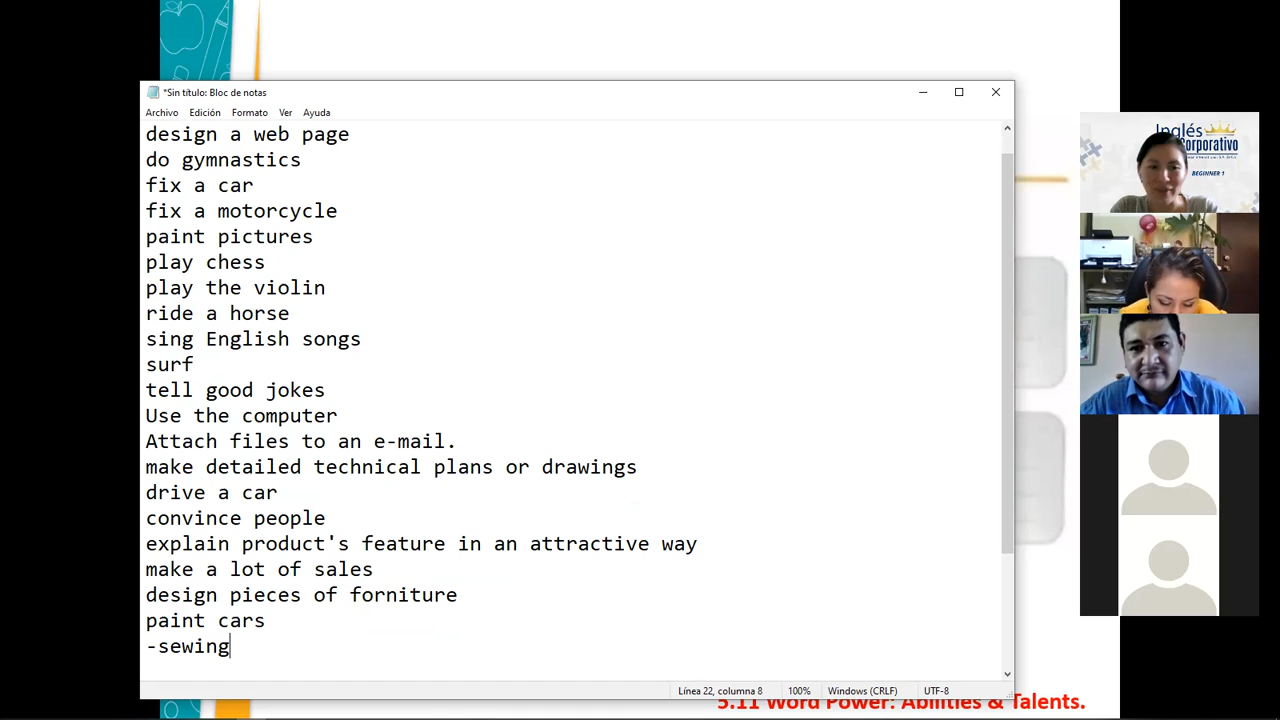 *Sin título: Bloc de notas
Archivo Edición Formato Ver Ayuda
design a web page
do gymnastics
fix a car
fix a motorcycle
paint pictures
play chess
play the violin
ride a horse
sing English songs
surf
tell good jokes
Use the computer
Attach files to an e-mail.
make detailed technical plans or drawings
drive a car
convince people
explain product's feature in an attractive way
make a lot of sales
design pieces of forniture
paint cars
-sewing
Línea 22, columna 8 100% Windows (CRLF) UTF-8
5.11 Word Power: Abilities & Talents.
Inglés
Corporativo
BEGINNER 1